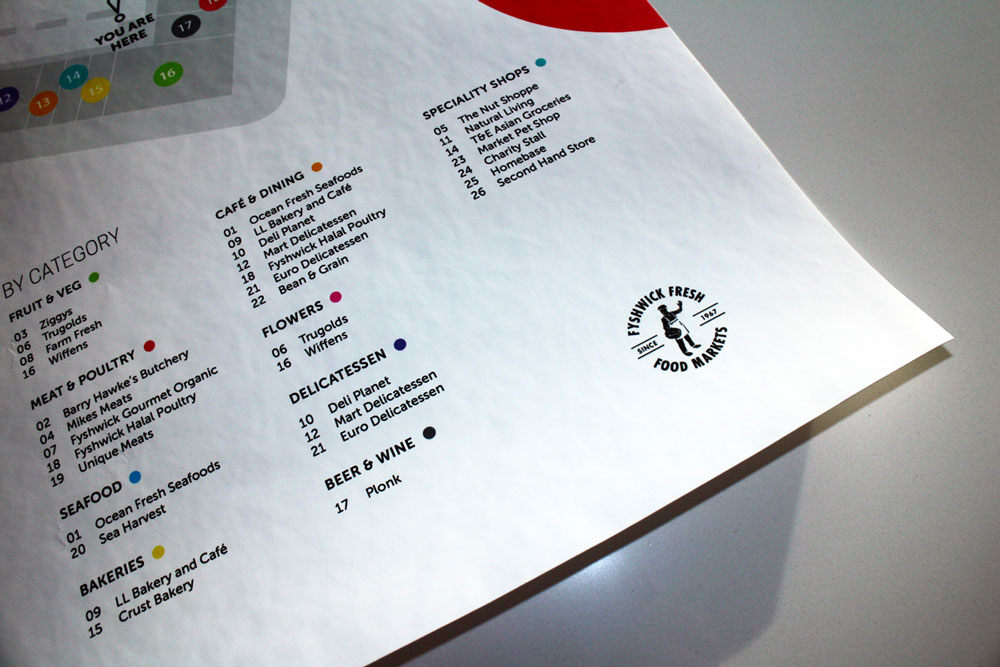 YOU ARE
HERE
17
16
14
15
13
12
BY CATEGORY
FRUIT & VEG
03 Ziggys
06 Trugolds
08 Farm Fresh
16 Wiffens
MEAT & POULTRY
02 Barry Hawke's Butchery
04 Mikes Meats
07 Fyshwick Gourmet Organic
18 Fyshwick Halal Poultry
19 Unique Meats
SEAFOOD
01 Ocean Fresh Seafoods
20 Sea Harvest
BAKERIES
09 LL Bakery and Café
15 Crust Bakery
CAFÉ & DINING
01 Ocean Fresh Seafoods
09 LL Bakery and Café
10 Deli Planet
12 Mart Delicatessen
18 Fyshwick Halal Poultry
21 Euro Delicatessen
22 Bean & Grain
FLOWERS
06 Trugolds
16 Wiffens
DELICATESSEN
10 Deli Planet
12 Mart Delicatessen
21 Euro Delicatessen
BEER & WINE
17 Plonk
SPECIALITY SHOPS
05 The Nut Shoppe
11 Natural Living
14 T&E Asian Groceries
23 Market Pet Shop
24 Charity Stall
25 Homebase
26 Second Hand Store
FYSHWICK FRESH
SINCE 1967
FOOD MARKETS